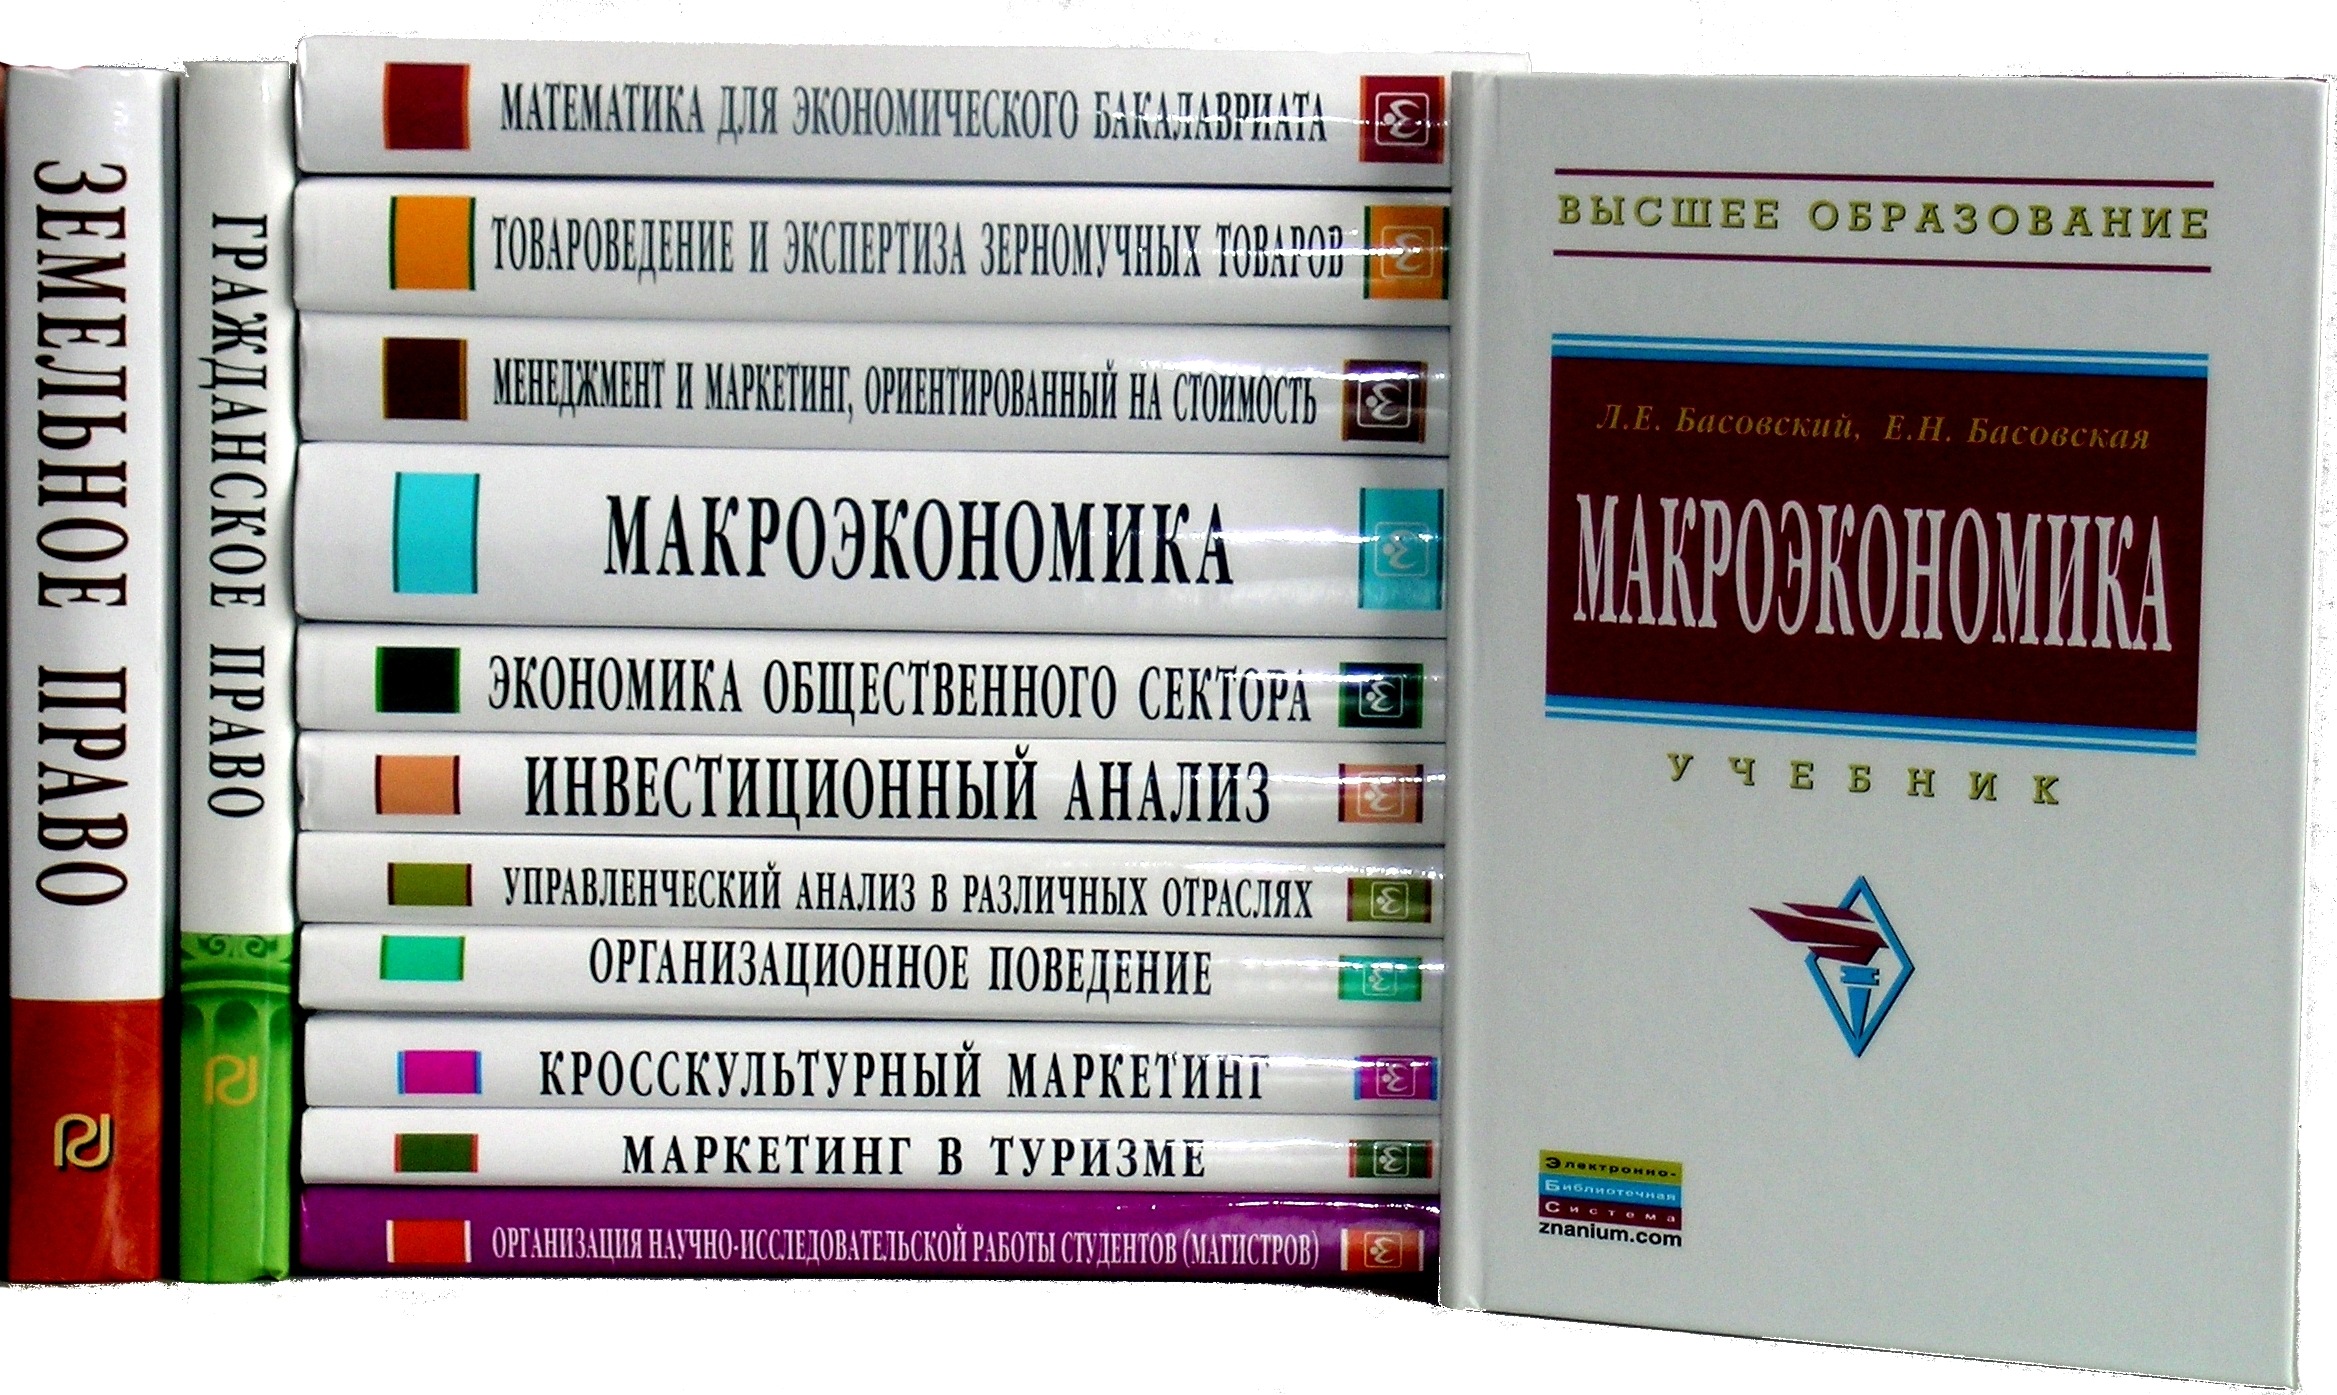 ЗЕМЕЛЬНОЕ ПРАВО
ГРАЖДАНСКОЕ ПРАВО
МАТЕМАТИКА ДЛЯ ЭКОНОМИЧЕСКОГО БАКАЛАВРИАТА
ТОВАРОВЕДЕНИЕ И ЭКСПЕРТИЗА ЗЕРНОМУЧНЫХ ТОВАРОВ
МЕНЕДЖМЕНТ И МАРКЕТИНГ, ОРИЕНТИРОВАННЫЙ НА СТОИМОСТЬ
МАКРОЭКОНОМИКА
ЭКОНОМИКА ОБЩЕСТВЕННОГО СЕКТОРА
ИНВЕСТИЦИОННЫЙ АНАЛИЗ
УПРАВЛЕНЧЕСКИЙ АНАЛИЗ В РАЗЛИЧНЫХ ОТРАСЛЯХ
ОРГАНИЗАЦИОННОЕ ПОВЕДЕНИЕ
КРОССКУЛЬТУРНЫЙ МАРКЕТИНГ
МАРКЕТИНГ В ТУРИЗМЕ
ОРГАНИЗАЦИЯ НАУЧНО-ИССЛЕДОВАТЕЛЬСКОЙ РАБОТЫ СТУДЕНТОВ (МАГИСТРОВ)
ВЫСШЕЕ ОБРАЗОВАНИЕ
Л.Е. Басовский, Е.Н. Басовская
МАКРОЭКОНОМИКА
УЧЕБНИК
Электронно-
Библиотечная
Система
znanium.com